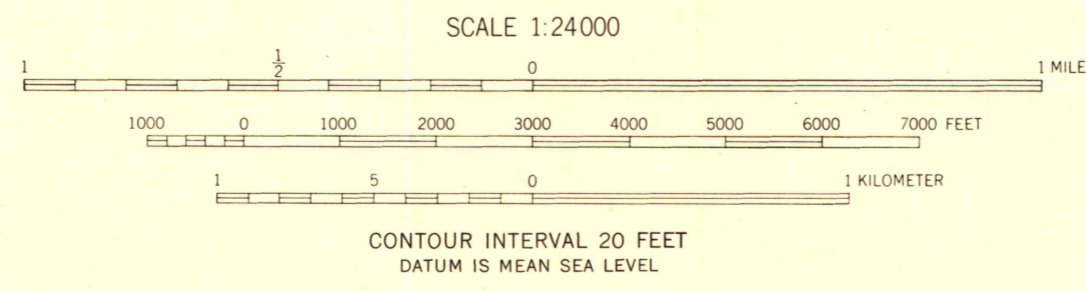 SCALE 1:24000
1 1/2 0 1 MILE
1000 0 1000 2000 3000 4000 5000 6000 7000 FEET
1 5 0 1 KILOMETER
CONTOUR INTERVAL 20 FEET
DATUM IS MEAN SEA LEVEL